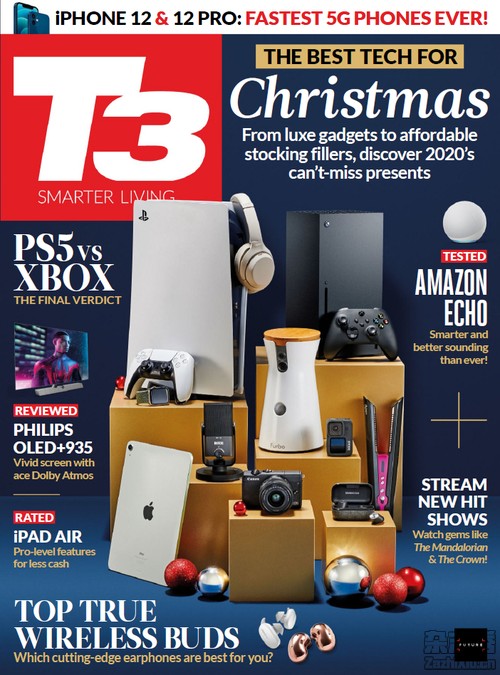 iPHONE 12 & 12 PRO: FASTEST 5G PHONES EVER!
T3
SMARTER LIVING
THE BEST TECH FOR
Christmas
From luxe gadgets to affordable
stocking fillers, discover 2020's
can't-miss presents
PS5 VS
XBOX
THE FINAL VERDICT
TESTED
AMAZON
ECHO
Smarter and
better sounding
than ever!
REVIEWED
PHILIPS
OLED+935
Vivid screen with
ace Dolby Atmos
RATED
iPAD AIR
Pro-level features
for less cash
Furbo
Canon
STREAM
NEW HIT
SHOWS
Watch gems like
The Mandalorian
& The Crown!
TOP TRUE
WIRELESS BUDS
Which cutting-edge earphones are best for you?
FUTURE